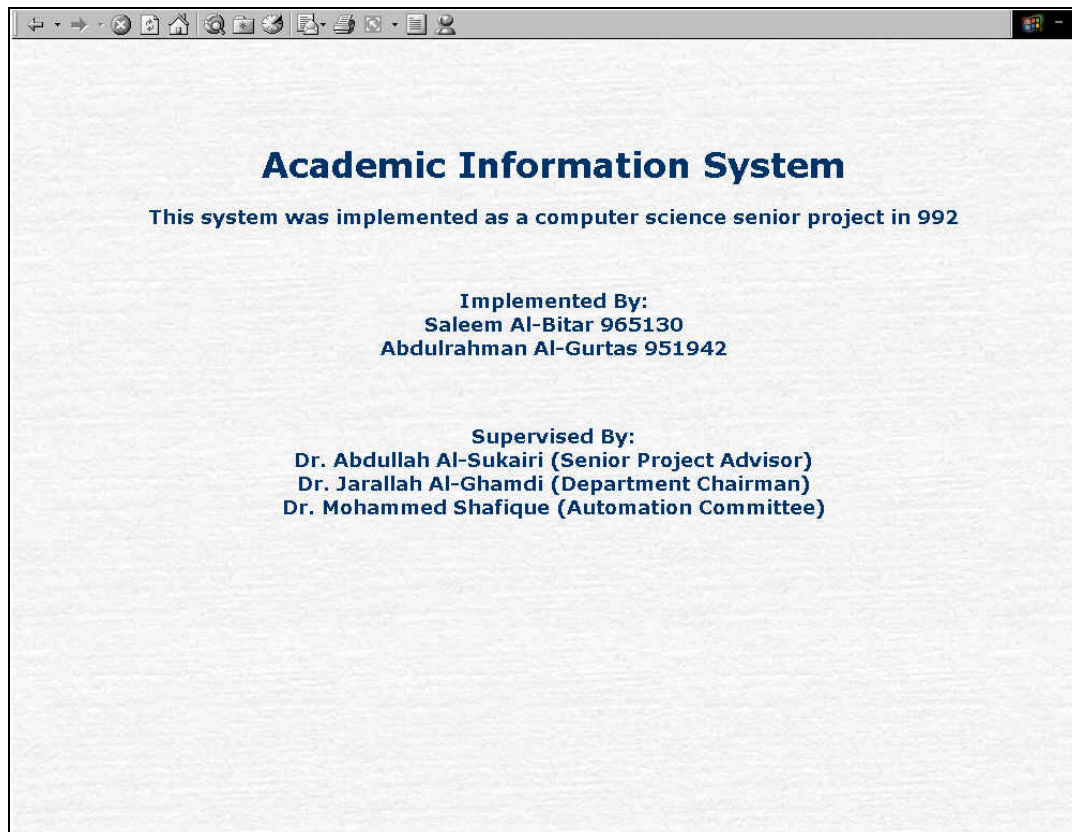 Academic Information System
This system was implemented as a computer science senior project in 992
Implemented By:
Saleem Al-Bitar 965130
Abdulrahman Al-Gurtas 951942
Supervised By:
Dr. Abdullah Al-Sukairi (Senior Project Advisor)
Dr. Jarallah Al-Ghamdi (Department Chairman)
Dr. Mohammed Shafique (Automation Committee)